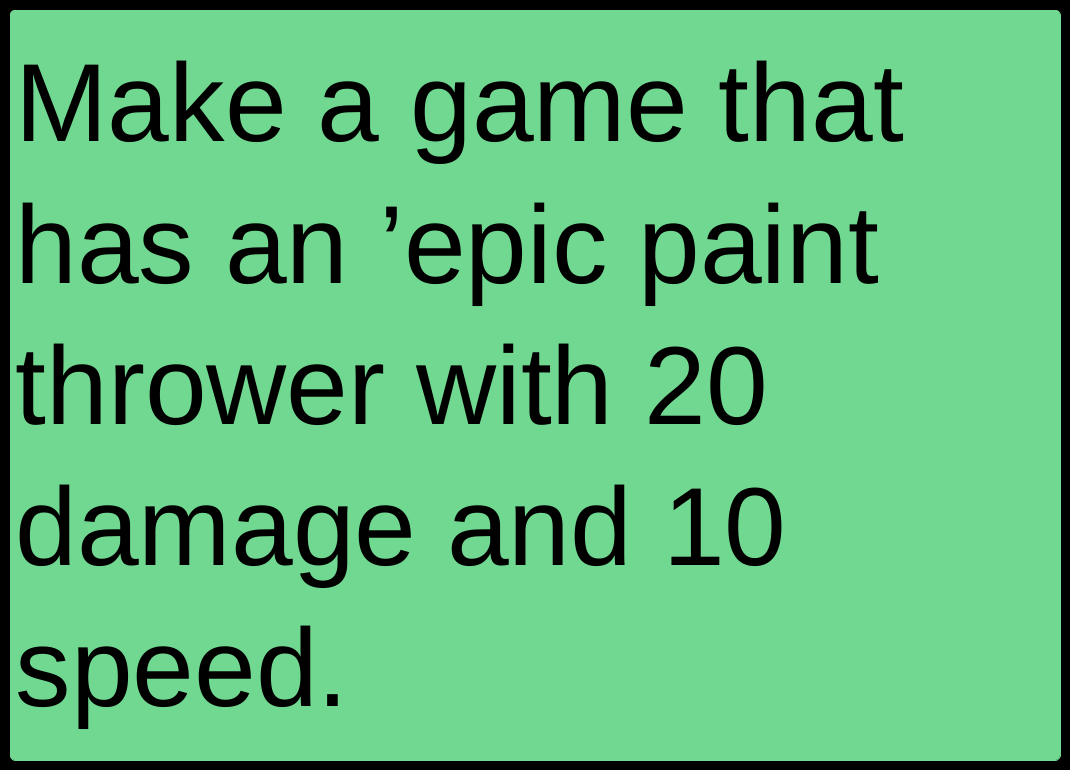 Make a game that
has an ’epic paint
thrower with 20
damage and 10
speed.